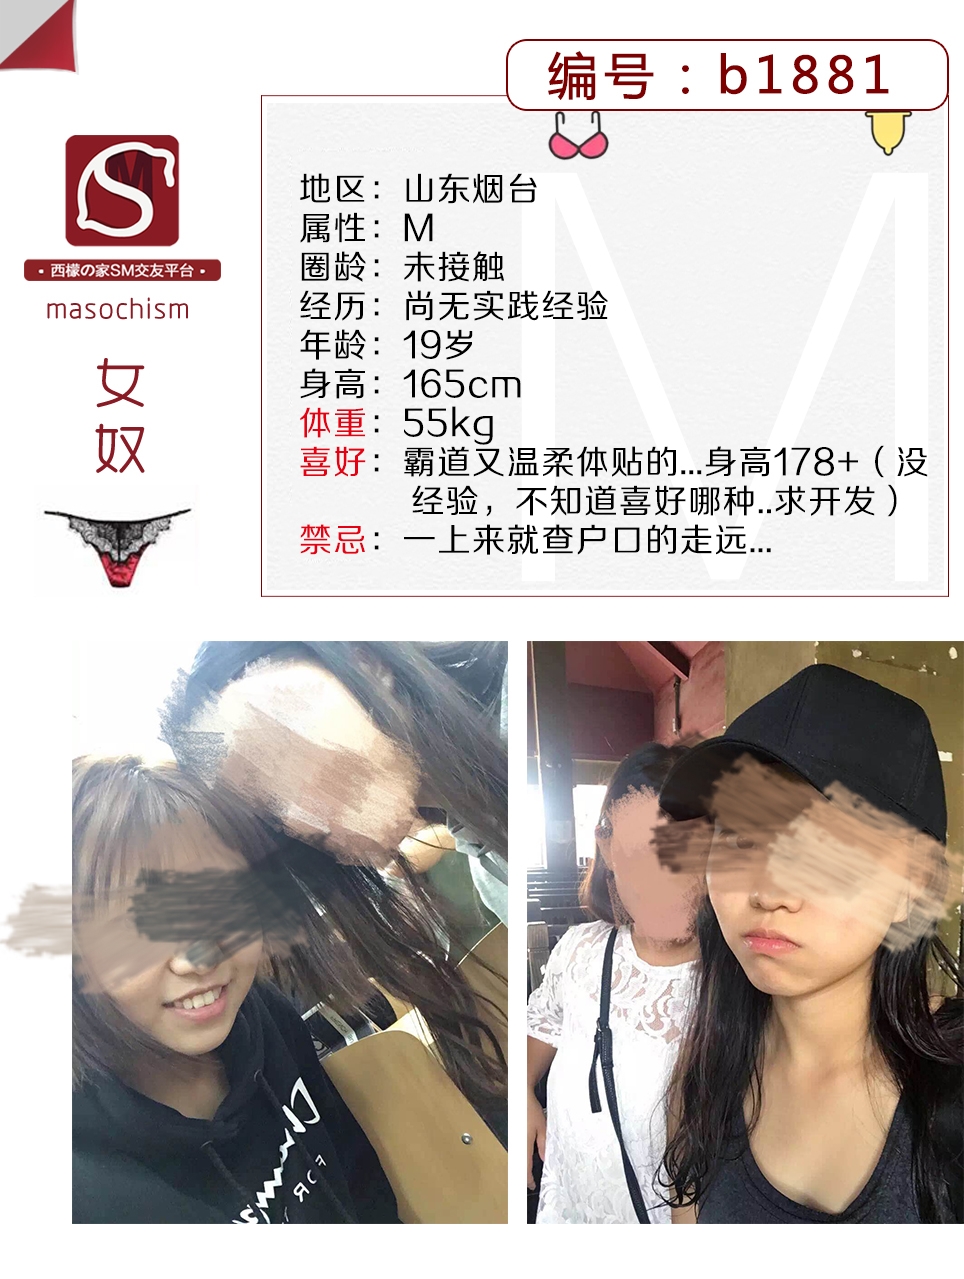 编号：b1881
SM
·西檬の家SM交友平台·
masochism
女奴
地区：山东烟台
属性：M
圈龄：未接触
经历：尚无实践经验
年龄：19岁
身高：165cm
体重：55kg
喜好：霸道又温柔体贴的...身高178+（没
经验，不知道喜好哪种..求开发）
禁忌：一上来就查户口的走远...
M